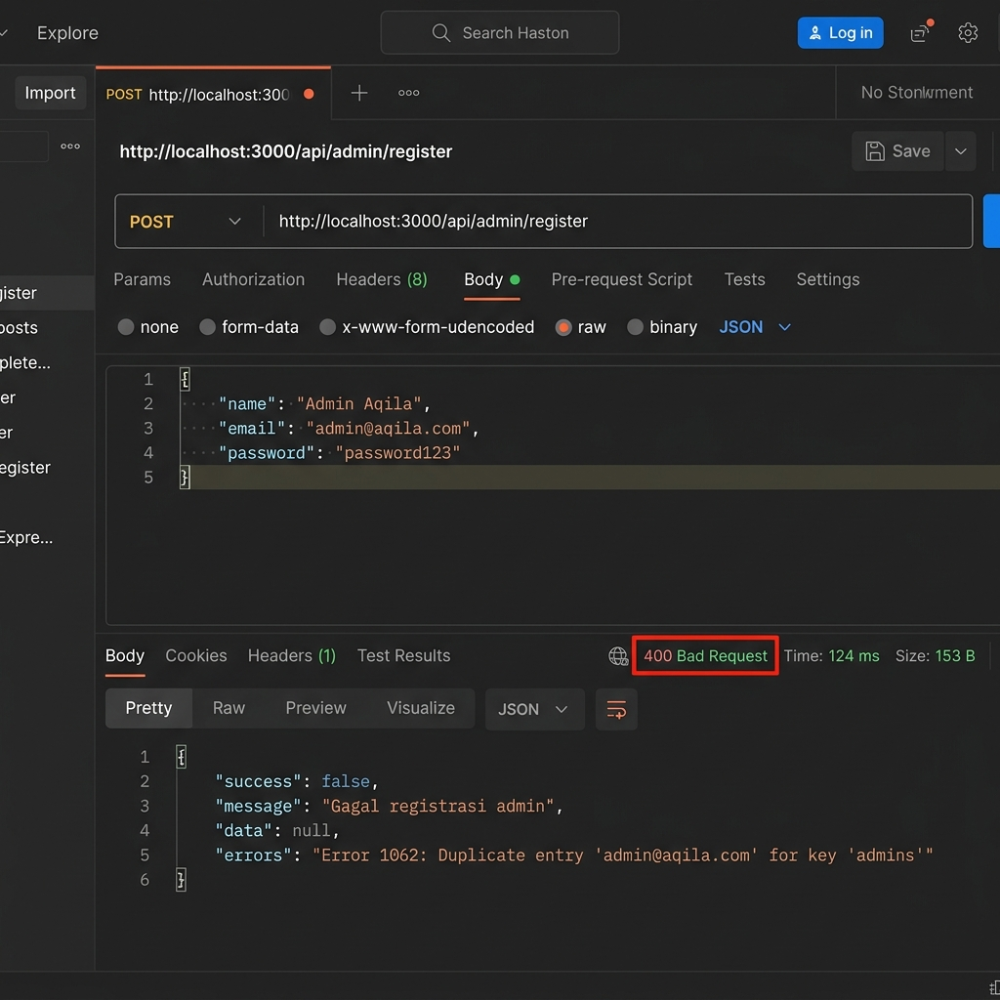 Explore
Search Haston
Log in
Import
POST http://localhost:300
No Stonkwment
http://localhost:3000/api/admin/register
Save
POST
http://localhost:3000/api/admin/register
Params Authorization Headers (8) Body Pre-request Script Tests Settings
gister
posts
plete...
er
er
egister
Expre...
none form-data x-www-form-udencoded raw binary JSON
1 {
2 "name": "Admin Aqila",
3 "email": "admin@aqila.com",
4 "password": "password123"
5 }
Body Cookies Headers (1) Test Results
400 Bad Request Time: 124 ms Size: 153 B
Pretty Raw Preview Visualize JSON
1 {
2 "success": false,
3 "message": "Gagal registrasi admin",
4 "data": null,
5 "errors": "Error 1062: Duplicate entry 'admin@aqila.com' for key 'admins'"
6 }